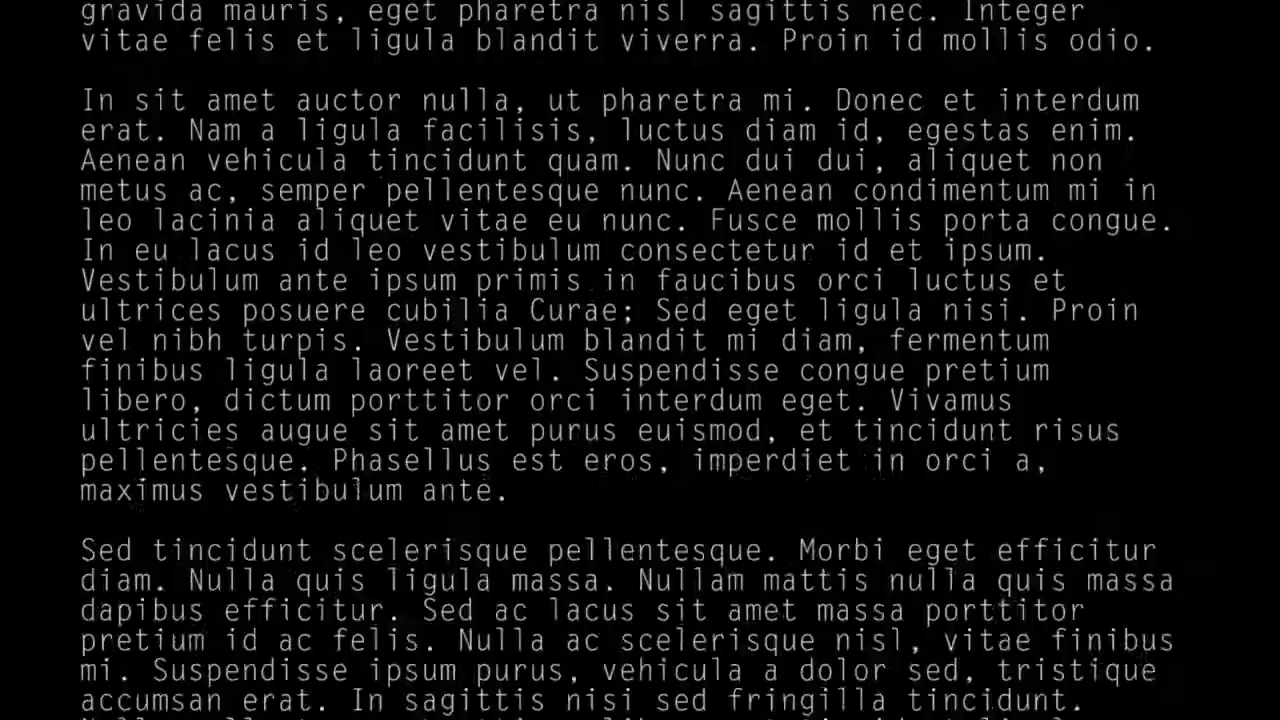 gravida mauris, eget pharetra nisl sagittis nec. Integer
vitae felis et ligula blandit viverra. Proin id mollis odio.
In sit amet auctor nulla, ut pharetra mi. Donec et interdum
erat. Nam a ligula facilisis, luctus diam id, egestas enim.
Aenean vehicula tincidunt quam. Nunc dui dui, aliquet non
metus ac, semper pellentesque nunc. Aenean condimentum mi in
leo lacinia aliquet vitae eu nunc. Fusce mollis porta congue.
In eu lacus id leo vestibulum consectetur id et ipsum.
Vestibulum ante ipsum primis in faucibus orci luctus et
ultrices posuere cubilia Curae; Sed eget ligula nisi. Proin
vel nibh turpis. Vestibulum blandit mi diam, fermentum
finibus ligula laoreet vel. Suspendisse congue pretium
libero, dictum porttitor orci interdum eget. Vivamus
ultricies augue sit amet purus euismod, et tincidunt risus
pellentesque. Phasellus est eros, imperdiet in orci a,
maximus vestibulum ante.
Sed tincidunt scelerisque pellentesque. Morbi eget efficitur
diam. Nulla quis ligula massa. Nullam mattis nulla quis massa
dapibus efficitur. Sed ac lacus sit amet massa porttitor
pretium id ac felis. Nulla ac scelerisque nisl, vitae finibus
mi. Suspendisse ipsum purus, vehicula a dolor sed, tristique
accumsan erat. In sagittis nisi sed fringilla tincidunt.